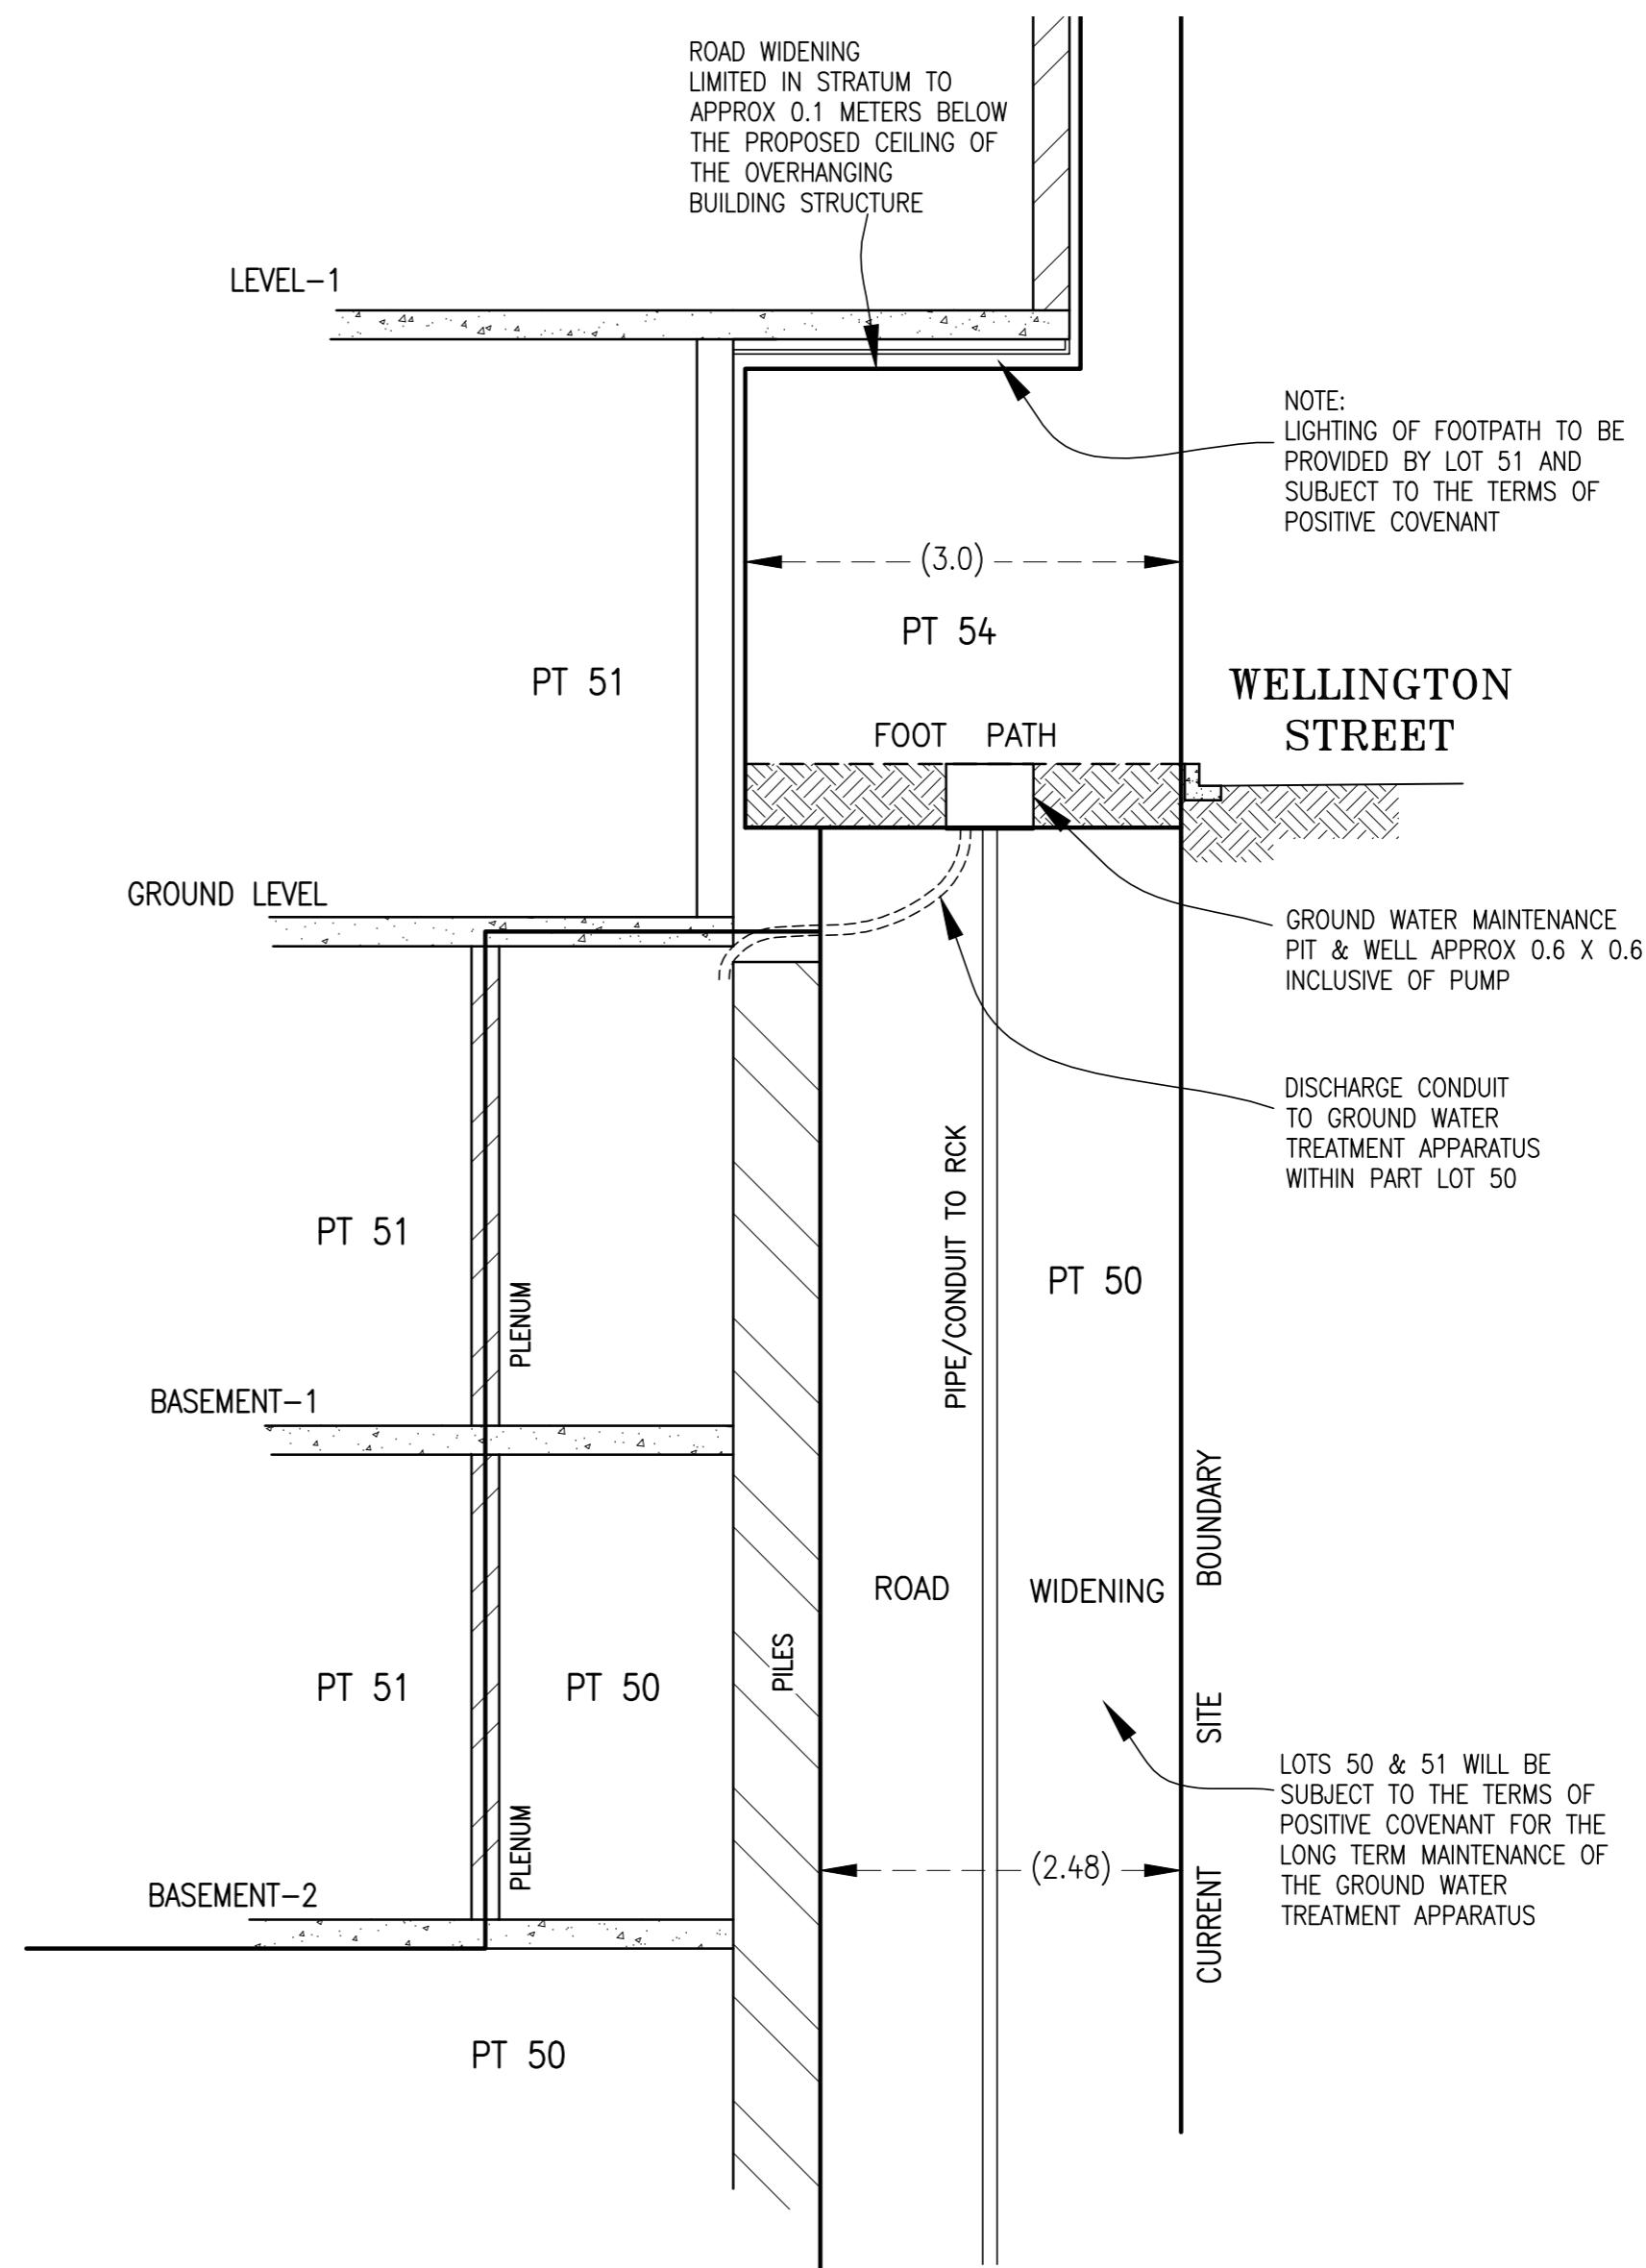 ROAD WIDENING
LIMITED IN STRATUM TO
APPROX 0.1 METERS BELOW
THE PROPOSED CEILING OF
THE OVERHANGING
BUILDING STRUCTURE
LEVEL-1
NOTE:
LIGHTING OF FOOTPATH TO BE
PROVIDED BY LOT 51 AND
SUBJECT TO THE TERMS OF
POSITIVE COVENANT
(3.0)
PT 54
PT 51
WELLINGTON
STREET
FOOT PATH
GROUND LEVEL
GROUND WATER MAINTENANCE
PIT & WELL APPROX 0.6 X 0.6
INCLUSIVE OF PUMP
DISCHARGE CONDUIT
TO GROUND WATER
TREATMENT APPARATUS
WITHIN PART LOT 50
PIPE/CONDUIT TO RCK
PT 51
PT 50
PLENUM
BASEMENT-1
ROAD WIDENING
PILES
PT 51
PT 50
CURRENT SITE BOUNDARY
LOTS 50 & 51 WILL BE
SUBJECT TO THE TERMS OF
POSITIVE COVENANT FOR THE
LONG TERM MAINTENANCE OF
THE GROUND WATER
TREATMENT APPARATUS
PLENUM
(2.48)
BASEMENT-2
PT 50